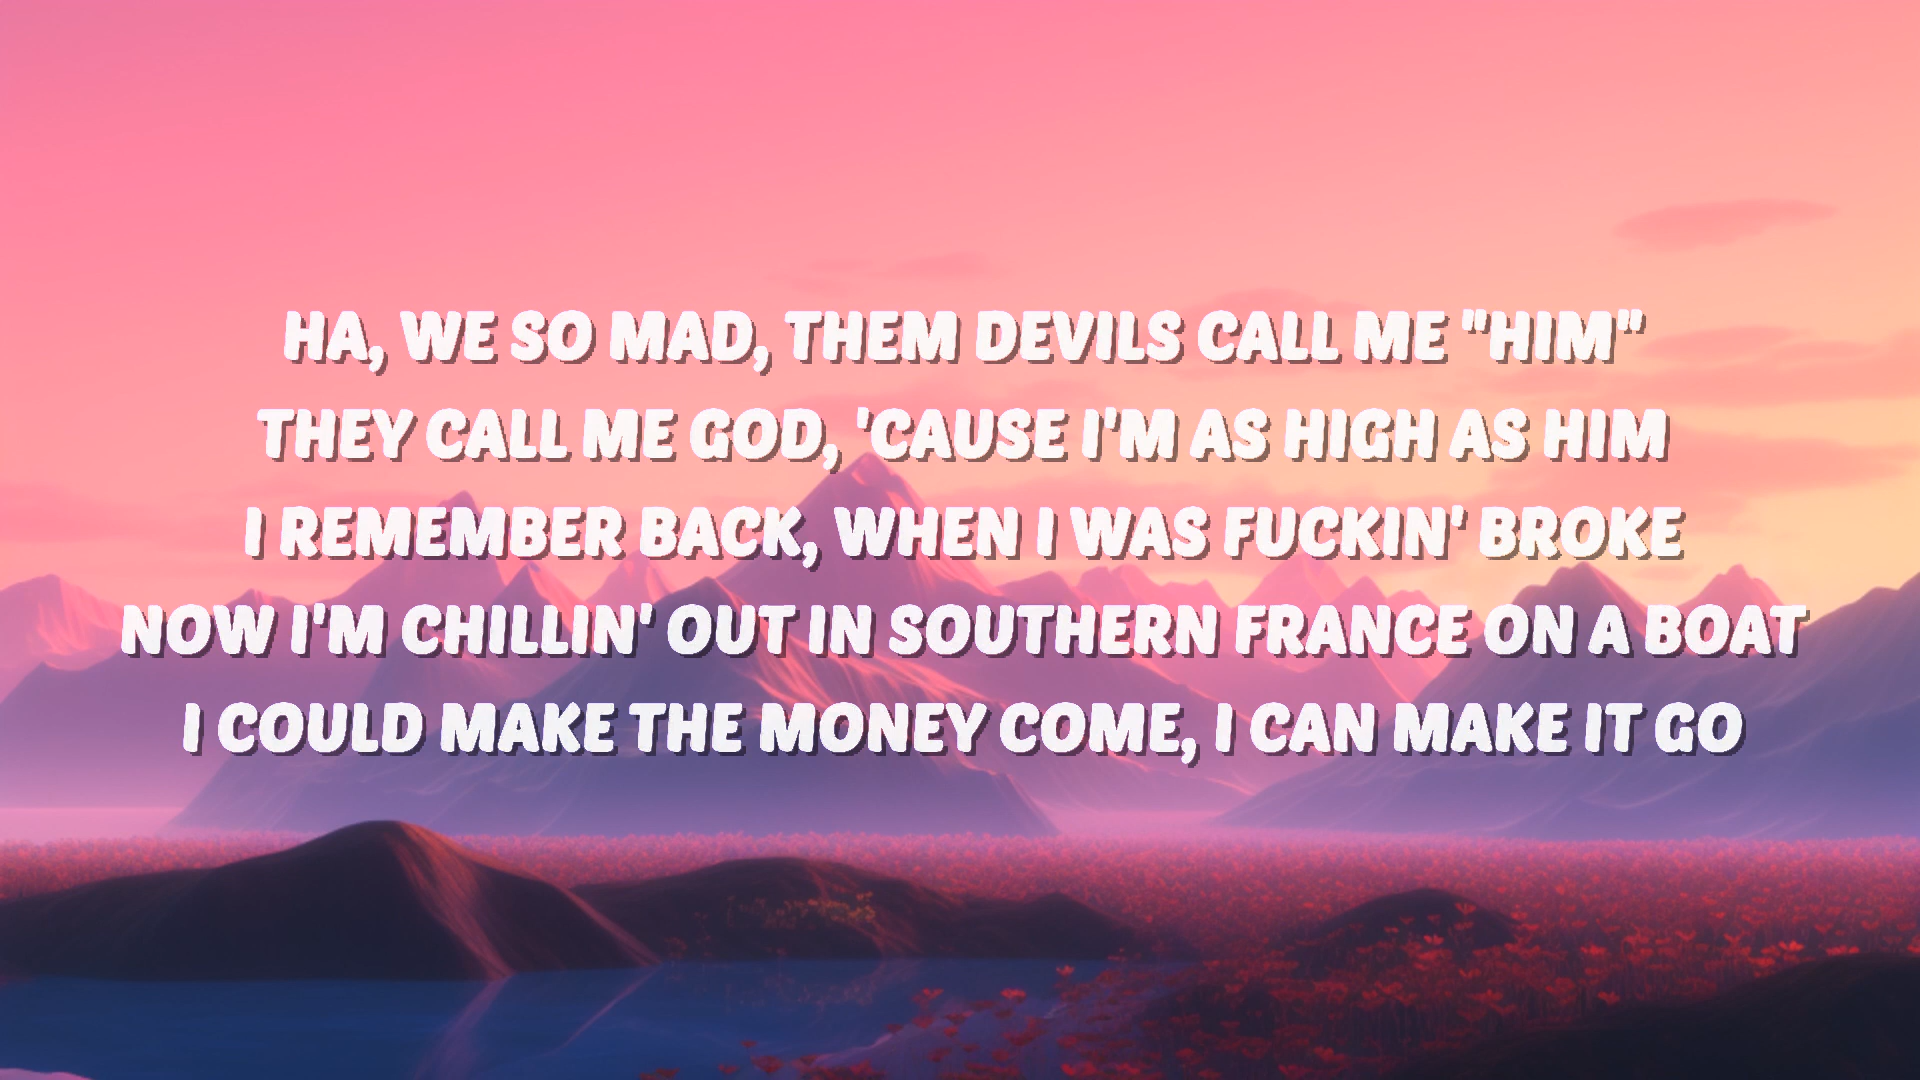 HA, WE SO MAD, THEM DEVILS CALL ME "HIM"
THEY CALL ME GOD, 'CAUSE I'M AS HIGH AS HIM
I REMEMBER BACK, WHEN I WAS FUCKIN' BROKE
NOW I'M CHILLIN' OUT IN SOUTHERN FRANCE ON A BOAT
I COULD MAKE THE MONEY COME, I CAN MAKE IT GO